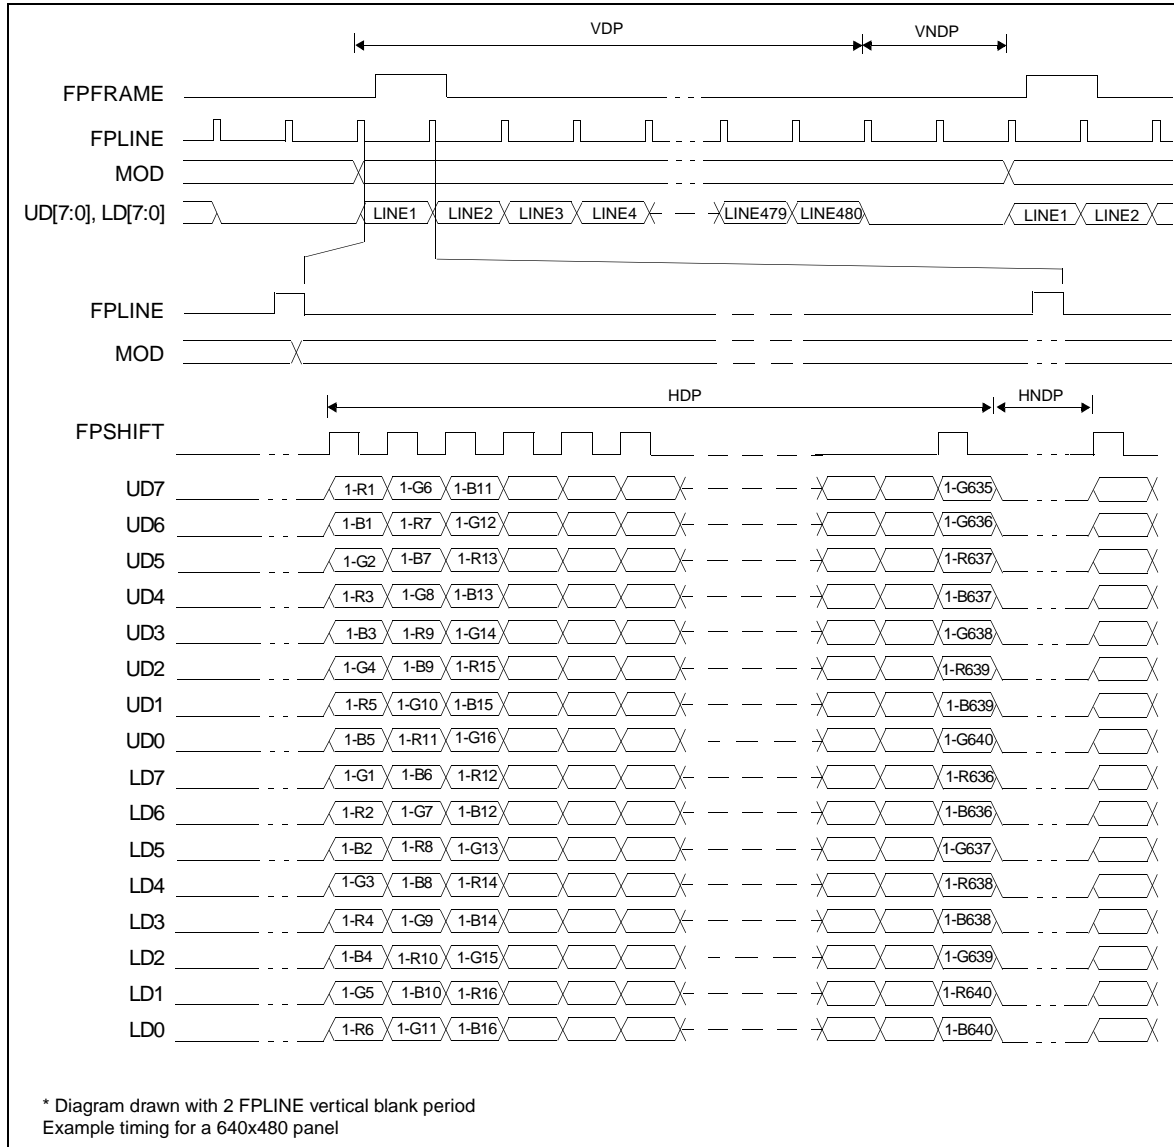 VDP VNDP
FPFRAME
FPLINE
MOD
UD[7:0], LD[7:0] LINE1 LINE2 LINE3 LINE4 LINE479 LINE480 LINE1 LINE2
FPLINE
MOD
HDP HNDP
FPSHIFT
UD7 1-R1 1-G6 1-B11 1-G635
UD6 1-B1 1-R7 1-G12 1-G636
UD5 1-G2 1-B7 1-R13 1-R637
UD4 1-R3 1-G8 1-B13 1-B637
UD3 1-B3 1-R9 1-G14 1-G638
UD2 1-G4 1-B9 1-R15 1-R639
UD1 1-R5 1-G10 1-B15 1-B639
UD0 1-B5 1-R11 1-G16 1-G640
LD7 1-G1 1-B6 1-R12 1-R636
LD6 1-R2 1-G7 1-B12 1-B636
LD5 1-B2 1-R8 1-G13 1-G637
LD4 1-G3 1-B8 1-R14 1-R638
LD3 1-R4 1-G9 1-B14 1-B638
LD2 1-B4 1-R10 1-G15 1-G639
LD1 1-G5 1-B10 1-R16 1-R640
LD0 1-R6 1-G11 1-B16 1-B640
* Diagram drawn with 2 FPLINE vertical blank period
Example timing for a 640x480 panel